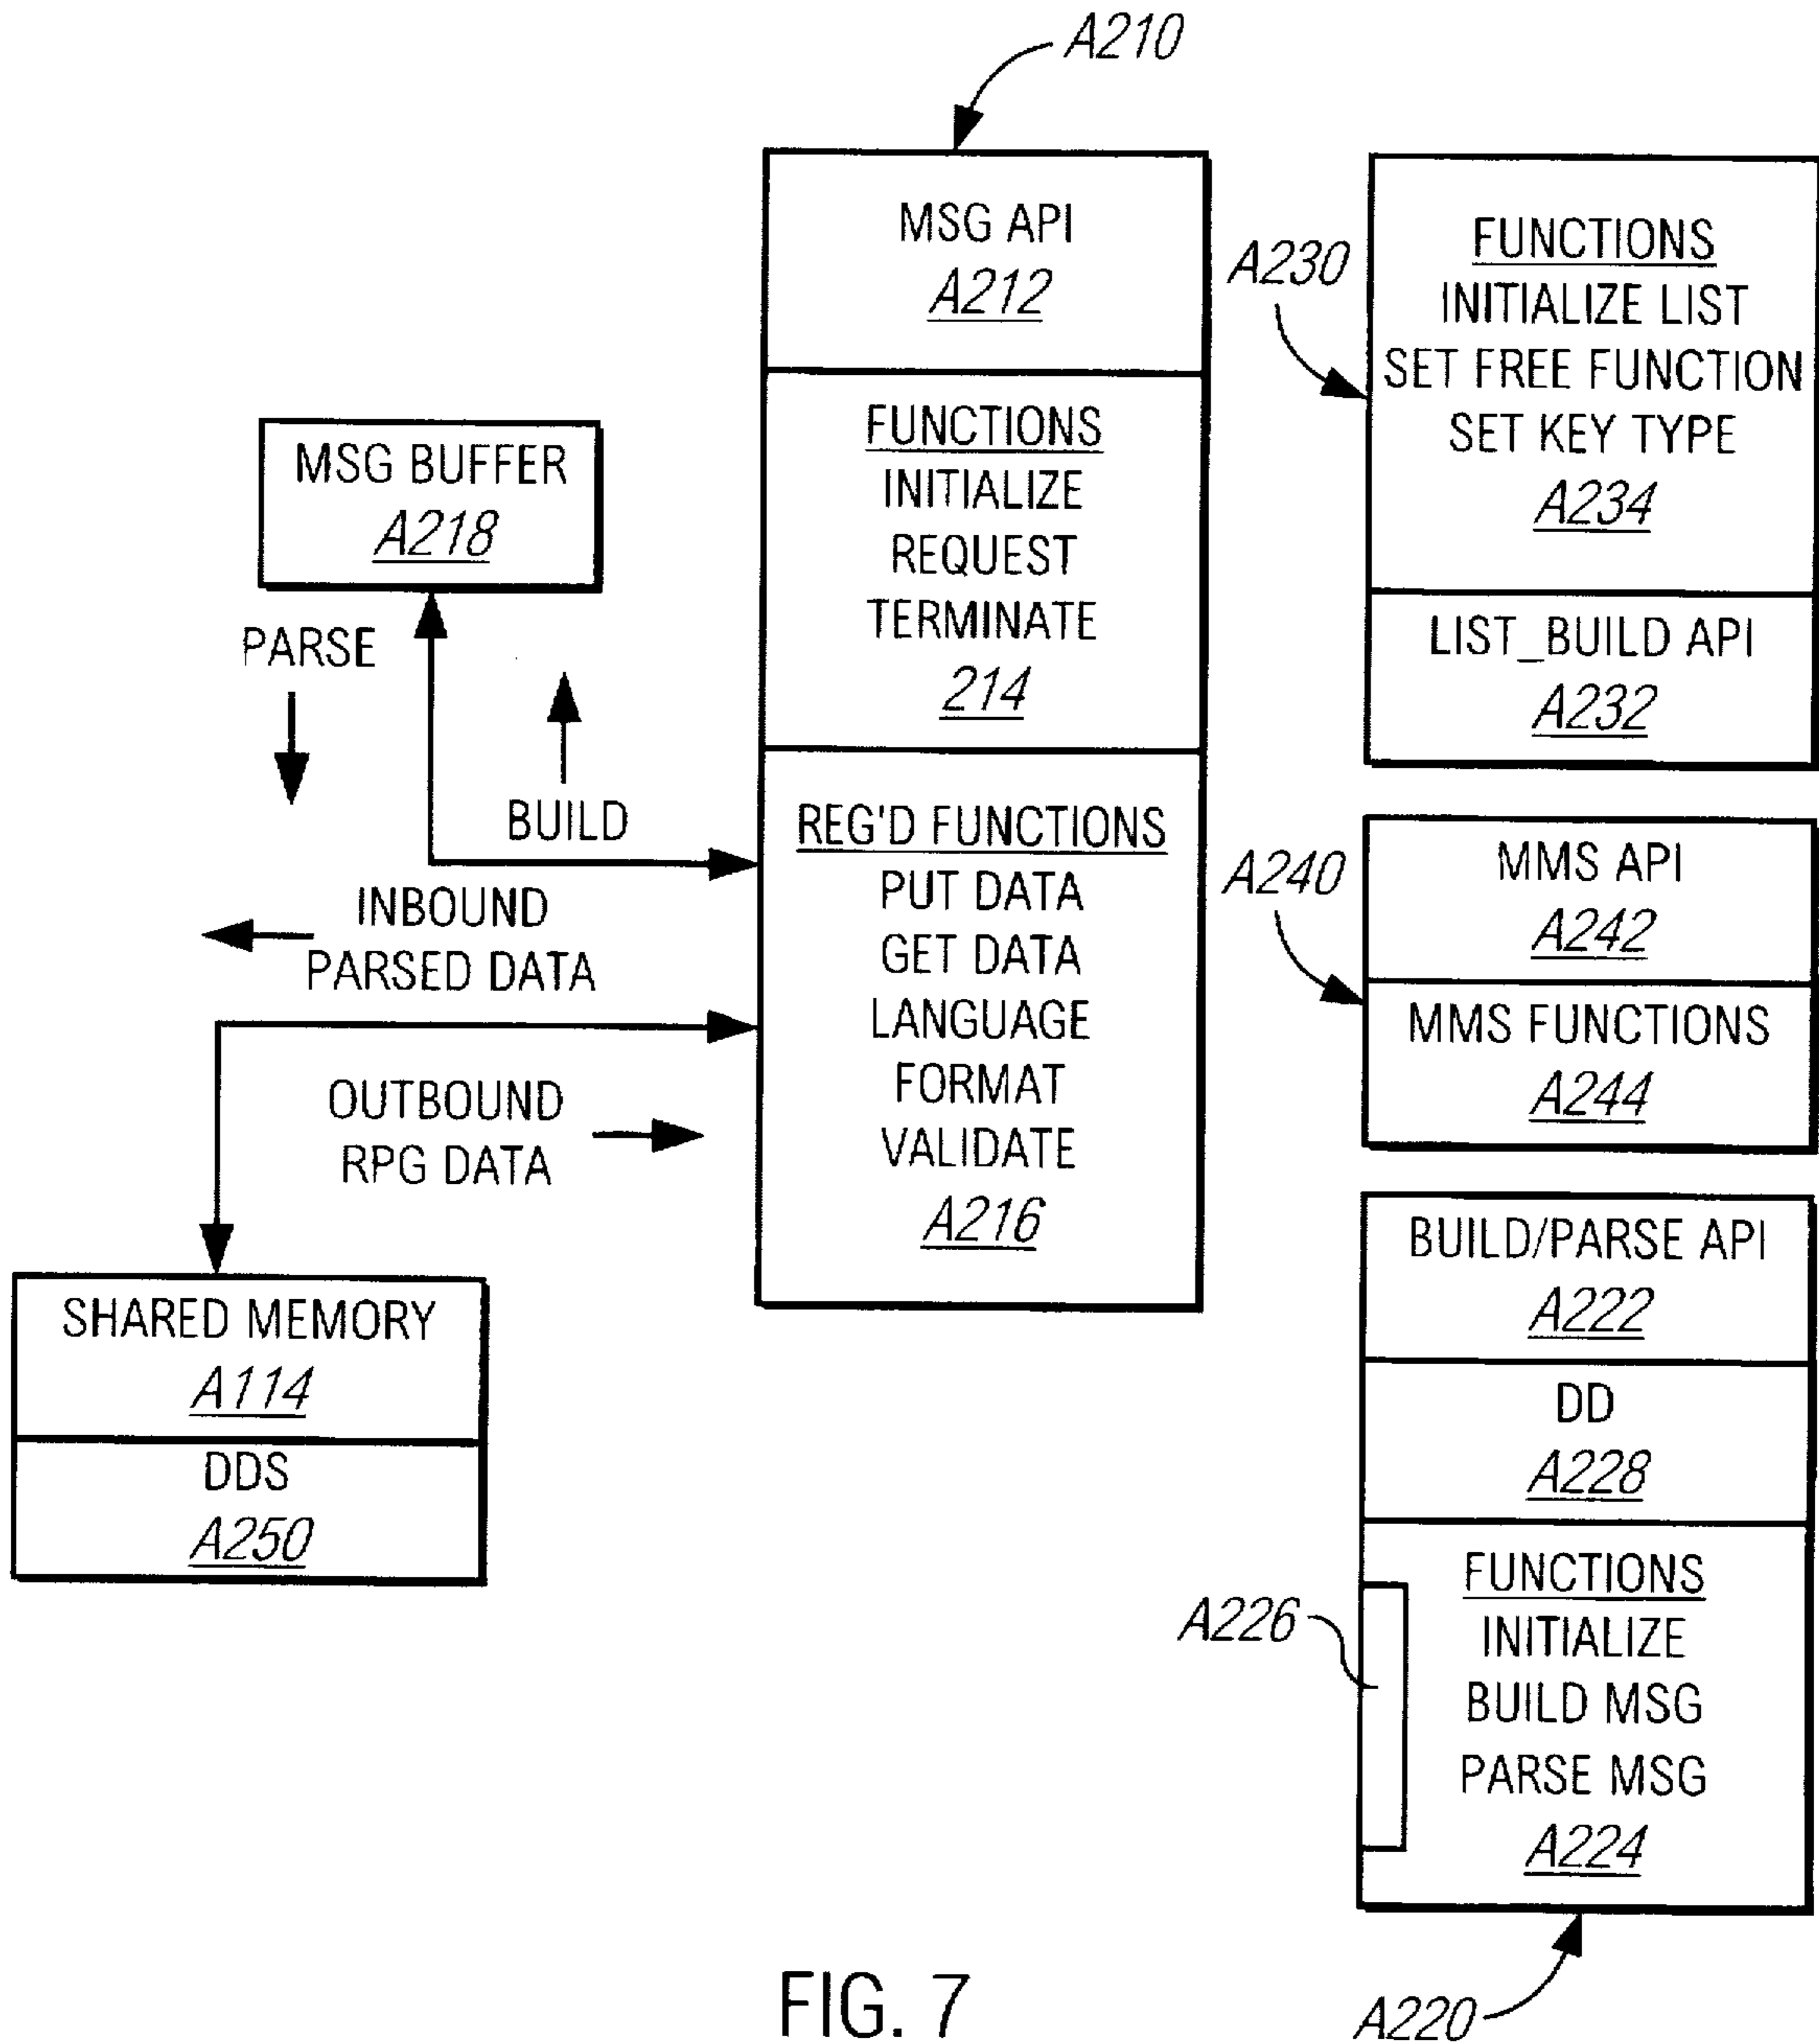 A210
MSG API
A212
FUNCTIONS
INITIALIZE
REQUEST
TERMINATE
214
REG'D FUNCTIONS
PUT DATA
GET DATA
LANGUAGE
FORMAT
VALIDATE
A216
MSG BUFFER
A218
PARSE
BUILD
INBOUND
PARSED DATA
OUTBOUND
RPG DATA
SHARED MEMORY
A114
DDS
A250
A230
FUNCTIONS
INITIALIZE LIST
SET FREE FUNCTION
SET KEY TYPE
A234
LIST_BUILD API
A232
A240
MMS API
A242
MMS FUNCTIONS
A244
BUILD/PARSE API
A222
DD
A228
A226
FUNCTIONS
INITIALIZE
BUILD MSG
PARSE MSG
A224
A220
FIG. 7